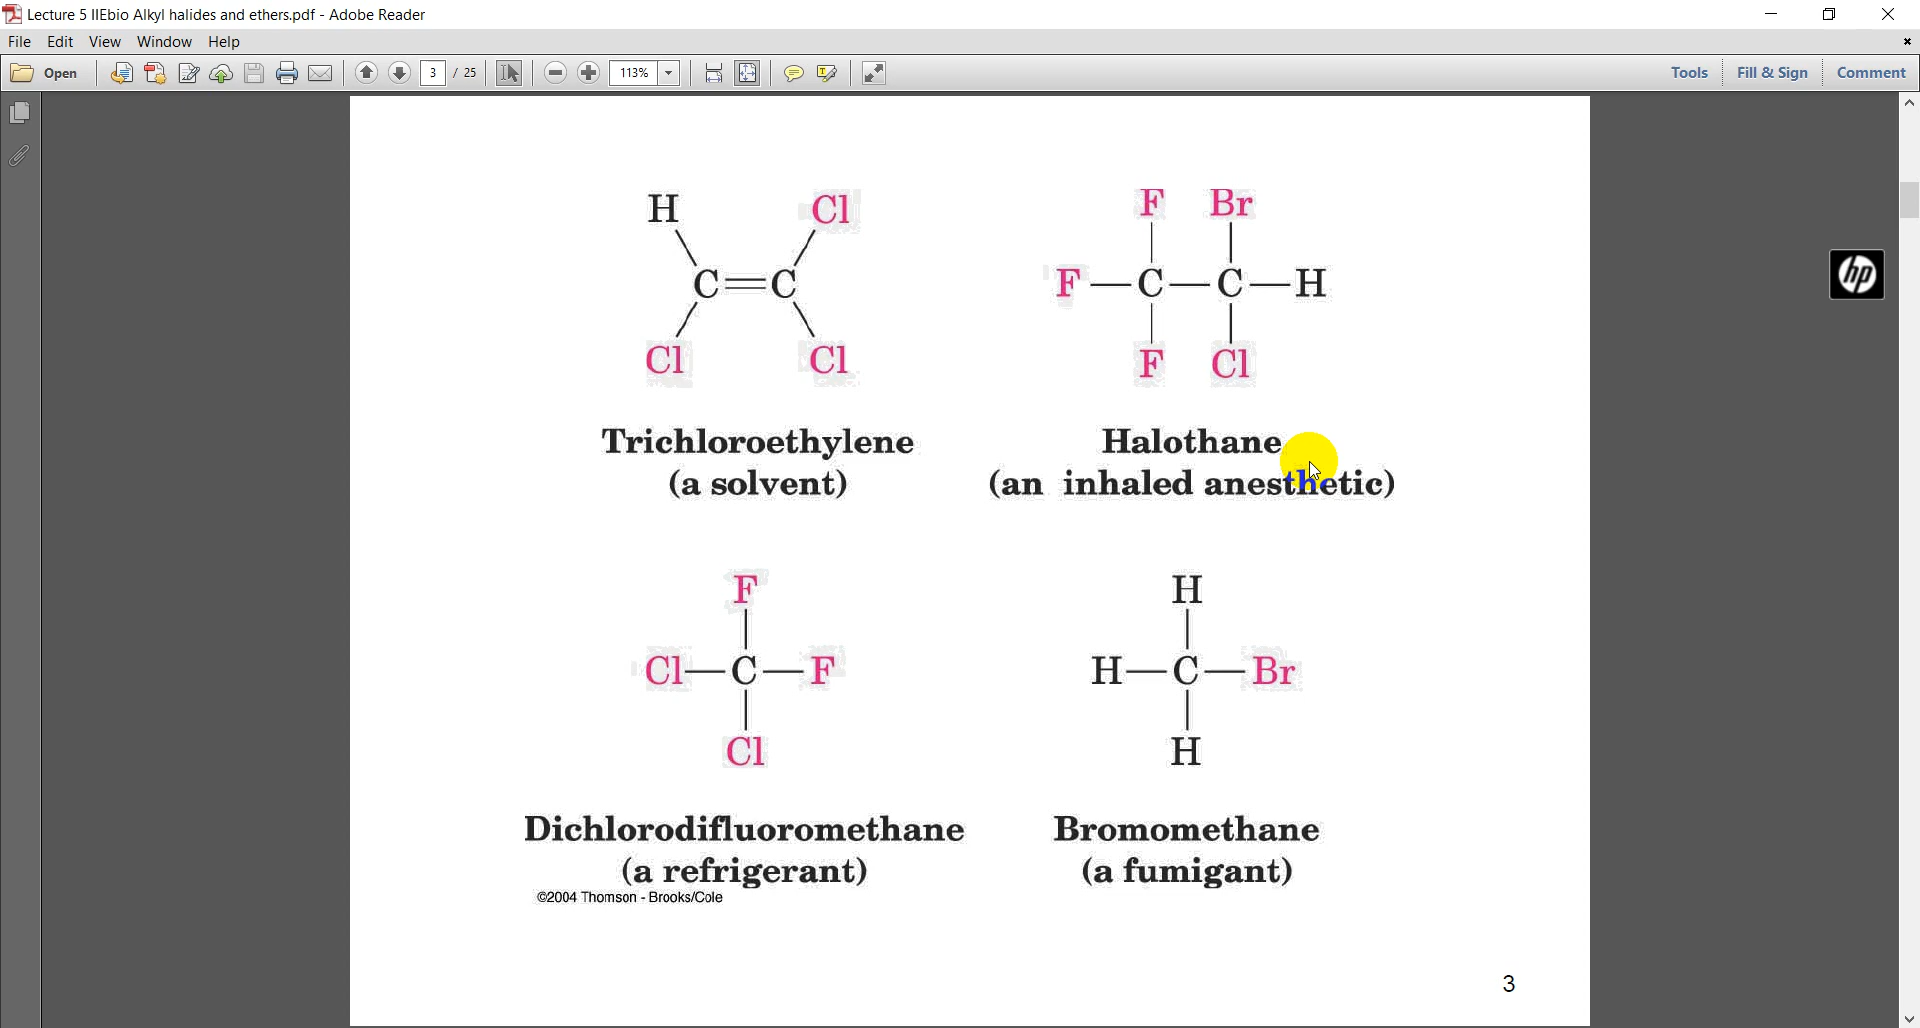 Lecture 5 IIEbio Alkyl halides and ethers.pdf - Adobe Reader
File Edit View Window Help
Open 3 / 25 113% Tools Fill & Sign Comment
H Cl
C C
Cl Cl
Trichloroethylene
(a solvent)
F Br
F C C H
F Cl
Halothane
(an inhaled anesthetic)
F
Cl C F
Cl
Dichlorodifluoromethane
(a refrigerant)
©2004 Thomson - Brooks/Cole
H
H C Br
H
Bromomethane
(a fumigant)
3
hp